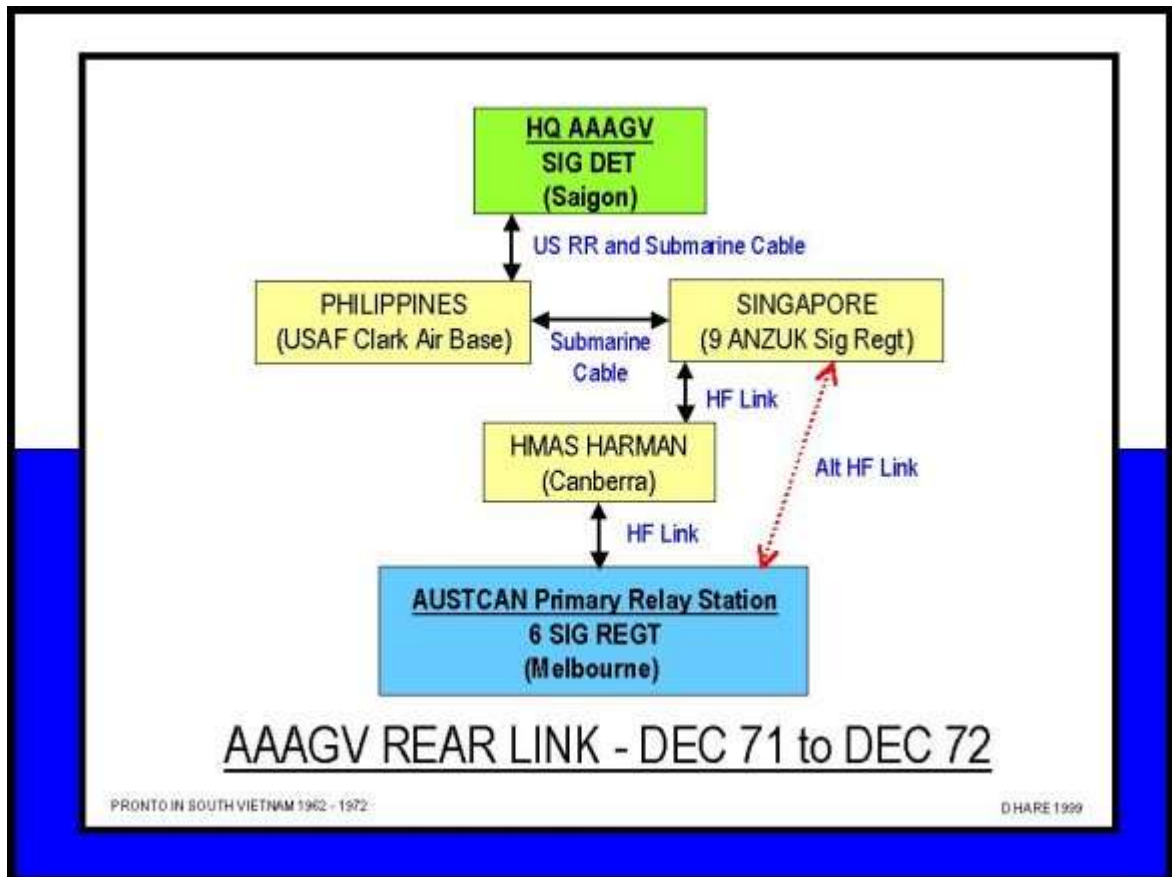 HQ AAAGV
SIG DET
(Saigon)
US RR and Submarine Cable
PHILIPPINES
(USAF Clark Air Base)
Submarine
Cable
SINGAPORE
(9 ANZUK Sig Regt)
HF Link
HMAS HARMAN
(Canberra)
Alt HF Link
HF Link
AUSTCAN Primary Relay Station
6 SIG REGT
(Melbourne)
AAAGV REAR LINK - DEC 71 to DEC 72
PRONTO IN SOUTH VIETNAM 1962 - 1972
D HARE 1999